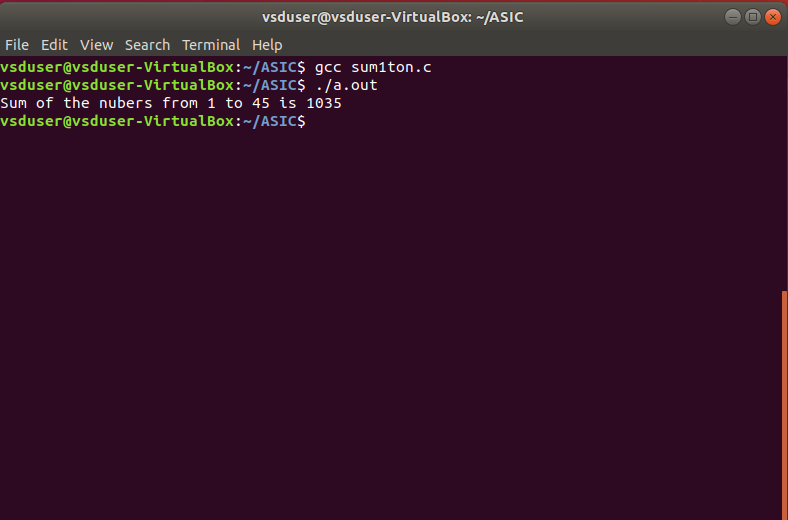 vsduser@vsduser-VirtualBox: ~/ASIC
File Edit View Search Terminal Help
vsduser@vsduser-VirtualBox:~/ASIC$ gcc sum1ton.c
vsduser@vsduser-VirtualBox:~/ASIC$ ./a.out
Sum of the nubers from 1 to 45 is 1035
vsduser@vsduser-VirtualBox:~/ASIC$